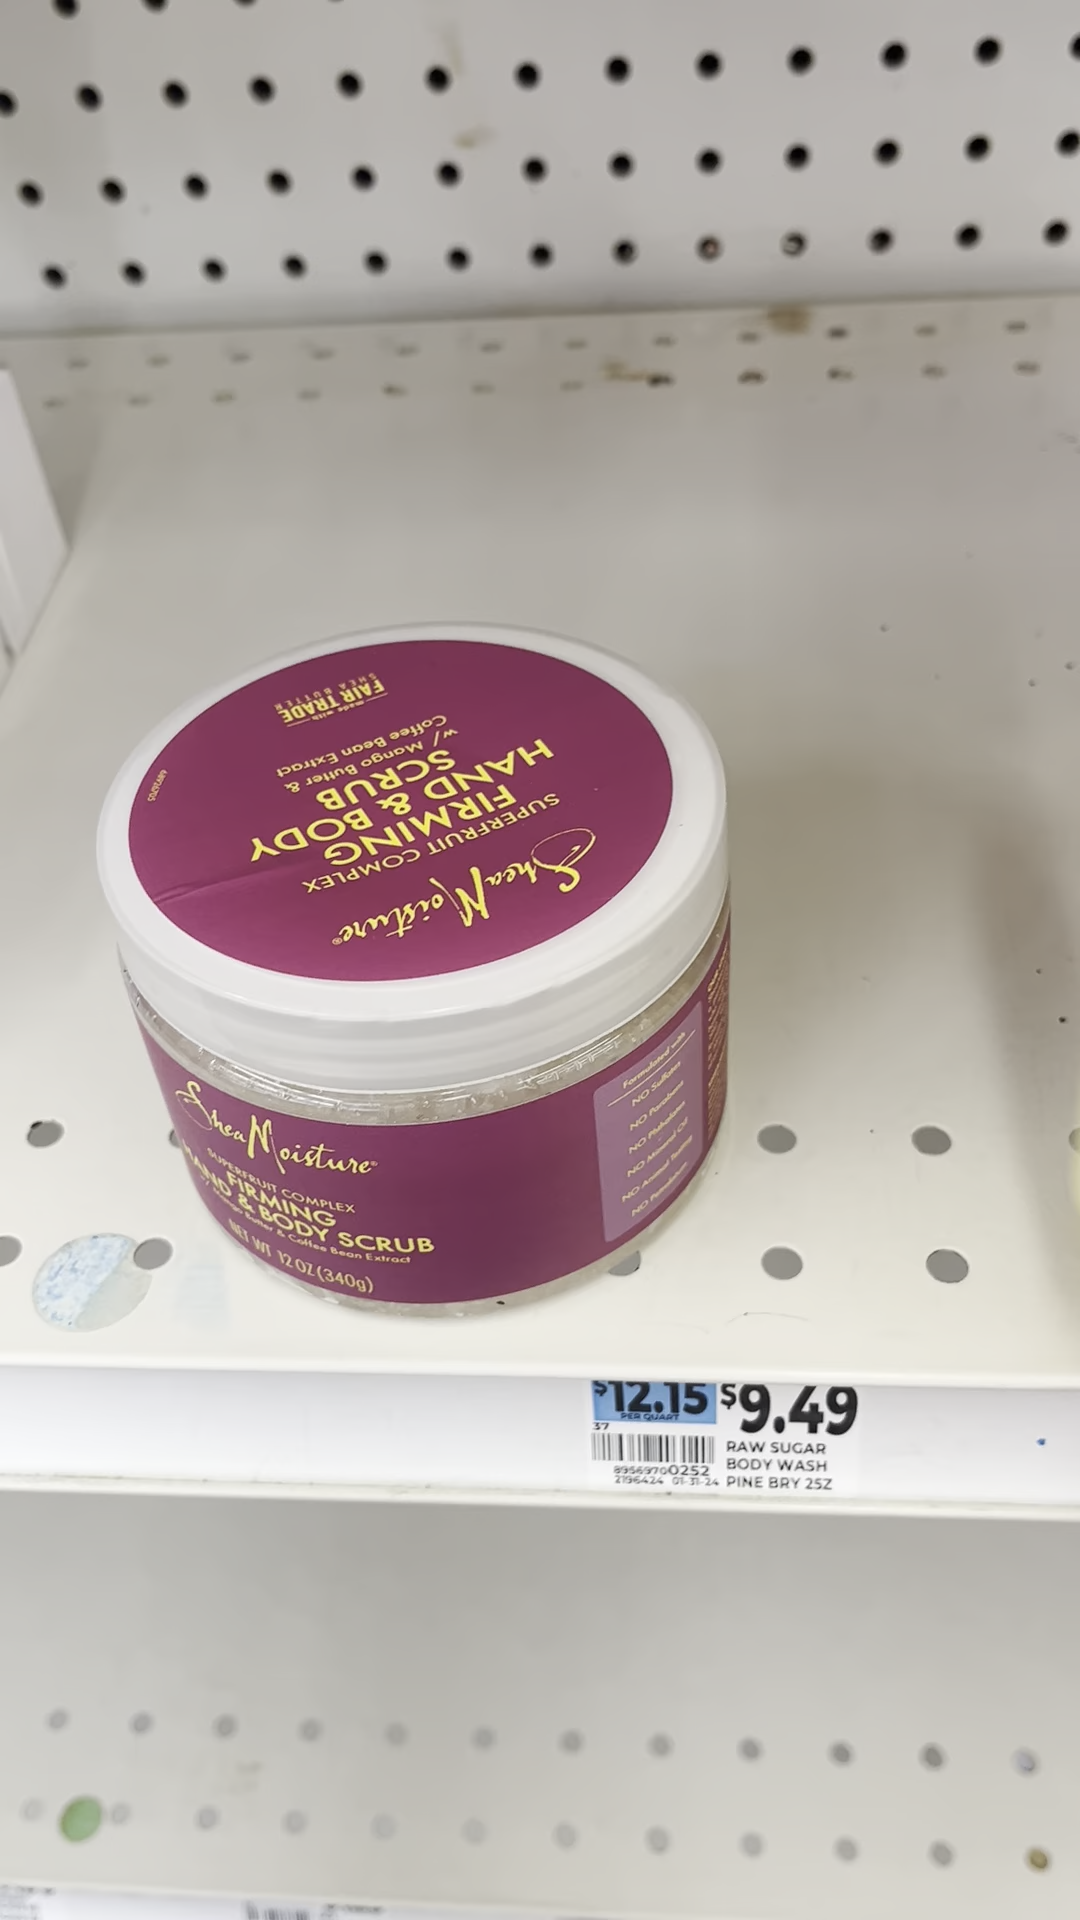 SheaMoisture®
SUPERFRUIT COMPLEX
FIRMING
HAND & BODY
SCRUB
w/ Mango Butter &
Coffee Bean Extract
made with
FAIR TRADE
SHEA BUTTER
SheaMoisture®
SUPERFRUIT COMPLEX
FIRMING
HAND & BODY SCRUB
w/ Mango Butter & Coffee Bean Extract
NET WT 12 OZ (340g)
Formulated with
NO Sulfates
NO Parabens
NO Phthalates
NO Mineral Oil
NO Animal Testing
NO Petrolatum
$12.15 $9.49
PER QUART
37
RAW SUGAR
BODY WASH
PINE BRY 25Z
89569700252
2196424 01-31-24